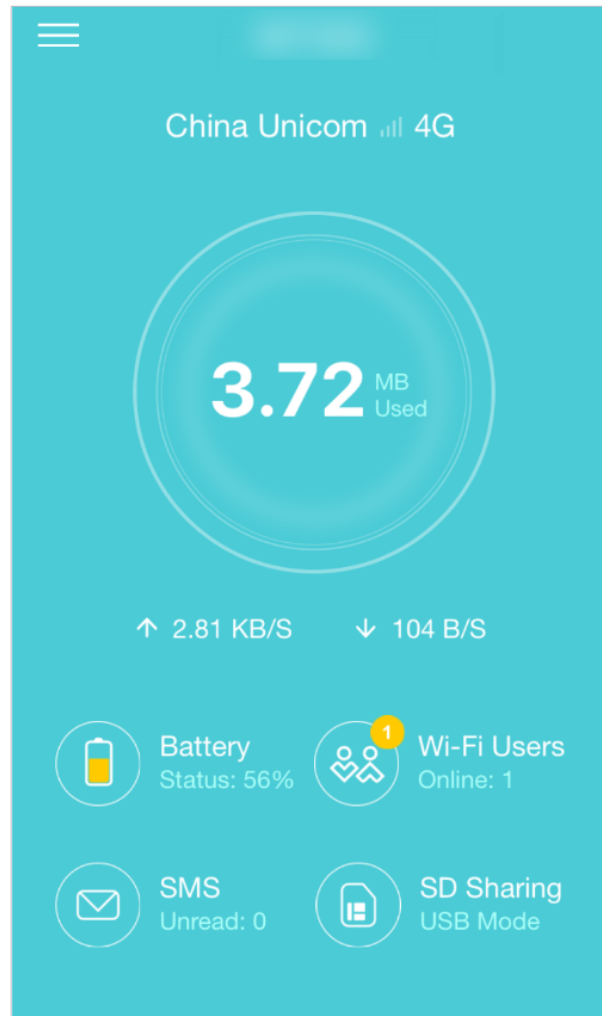 China Unicom 4G
3.72 MB
Used
2.81 KB/S 104 B/S
Battery
Status: 56%
1
Wi-Fi Users
Online: 1
SMS
Unread: 0
SD Sharing
USB Mode